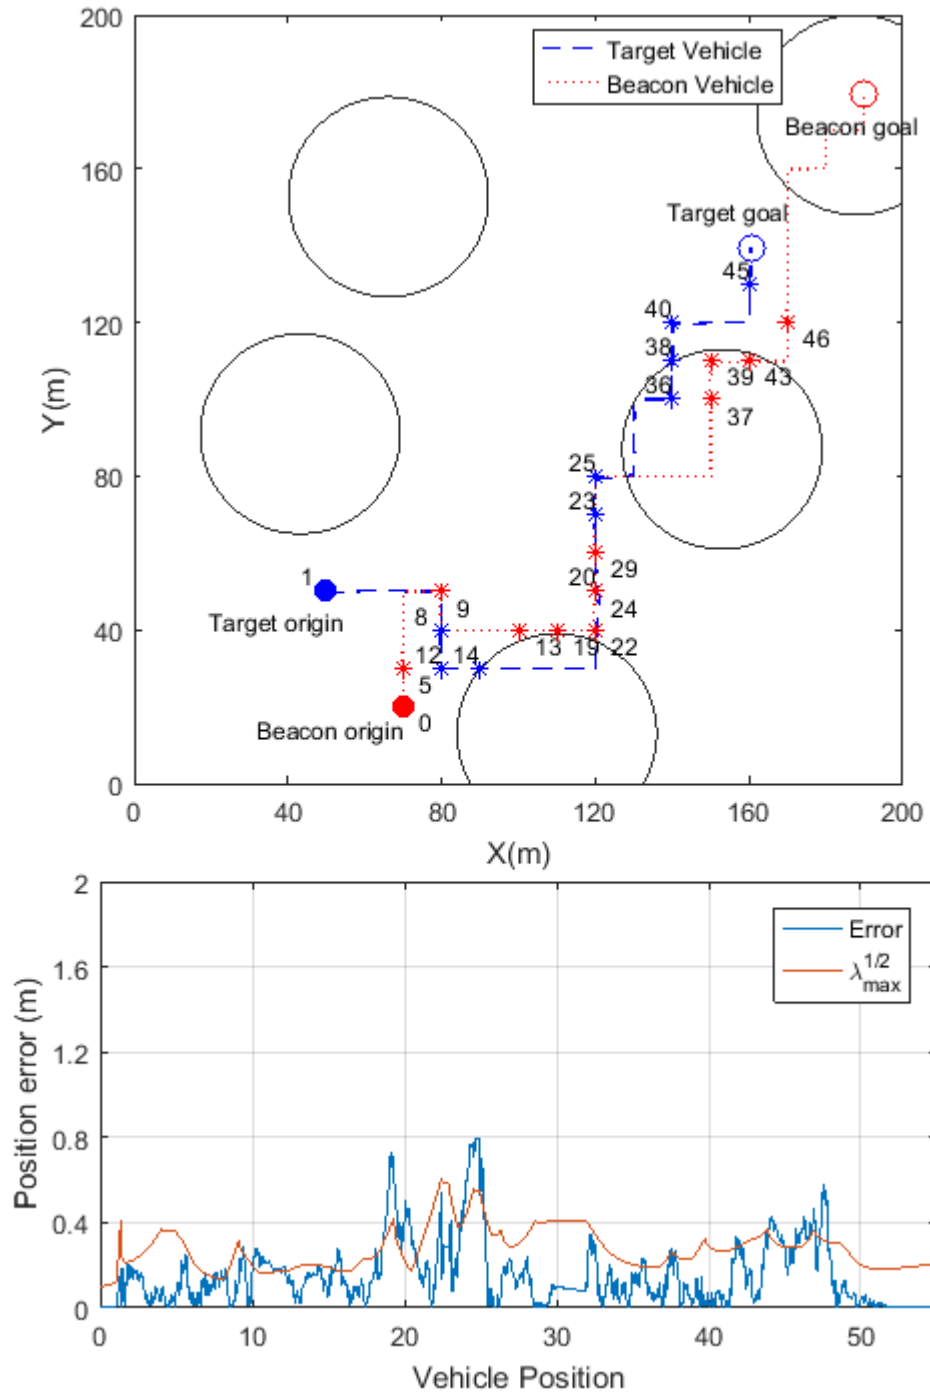 200
Target Vehicle
Beacon Vehicle
Beacon goal
160
Target goal
45
40
120
46
38
39 43
36
37
Y(m)
25
80
23
20 29
1
8 9 24
Target origin
40
12 14 13 19 22
5
Beacon origin 0
0
0 40 80 120 160 200
X(m)
2
Error
λmax1/2
1.6
1.2
Position error (m)
0.8
0.4
0
0 10 20 30 40 50
Vehicle Position